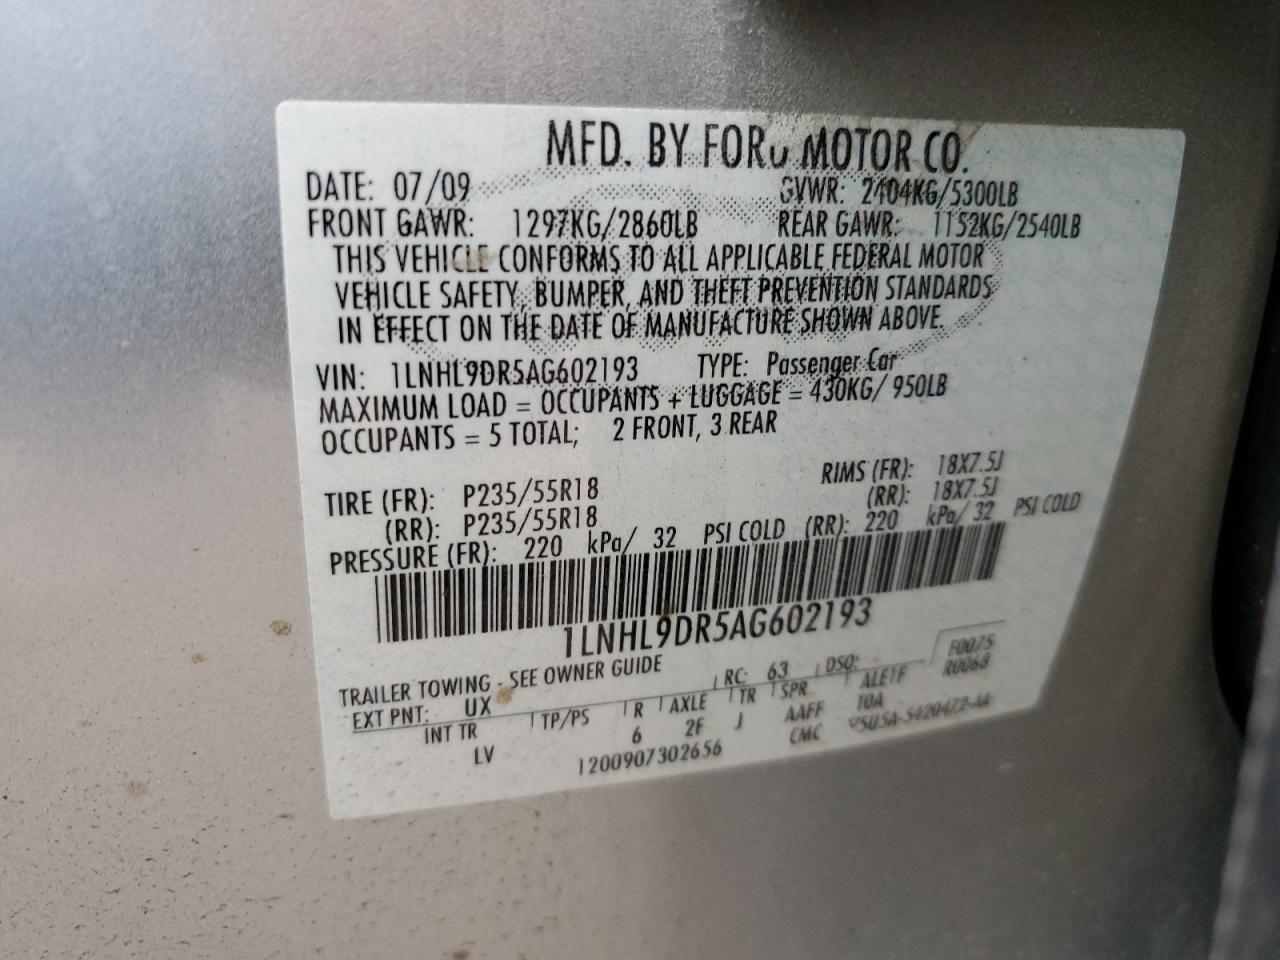 MFD. BY FORD MOTOR CO.
DATE: 07/09 GVWR: 2404KG/5300LB
FRONT GAWR: 1297KG/2860LB REAR GAWR: 1152KG/2540LB
THIS VEHICLE CONFORMS TO ALL APPLICABLE FEDERAL MOTOR
VEHICLE SAFETY, BUMPER, AND THEFT PREVENTION STANDARDS
IN EFFECT ON THE DATE OF MANUFACTURE SHOWN ABOVE.
VIN: 1LNHL9DR5AG602193 TYPE: Passenger Car
MAXIMUM LOAD = OCCUPANTS + LUGGAGE = 430KG/ 950LB
OCCUPANTS = 5 TOTAL; 2 FRONT, 3 REAR
TIRE (FR): P235/55R18 RIMS (FR): 18X7.5J
(RR): P235/55R18 (RR): 18X7.5J
PRESSURE (FR): 220 kPa/ 32 PSI COLD (RR): 220 kPa/ 32 PSI COLD
1LNHL9DR5AG602193
TRAILER TOWING - SEE OWNER GUIDE F0075
EXT PNT: UX RC: 63 DSO: R0068
INT TR TP/PS R AXLE TR SPR ALE1F
LV 6 2F J AAFF 10A
1200907302656 CMC